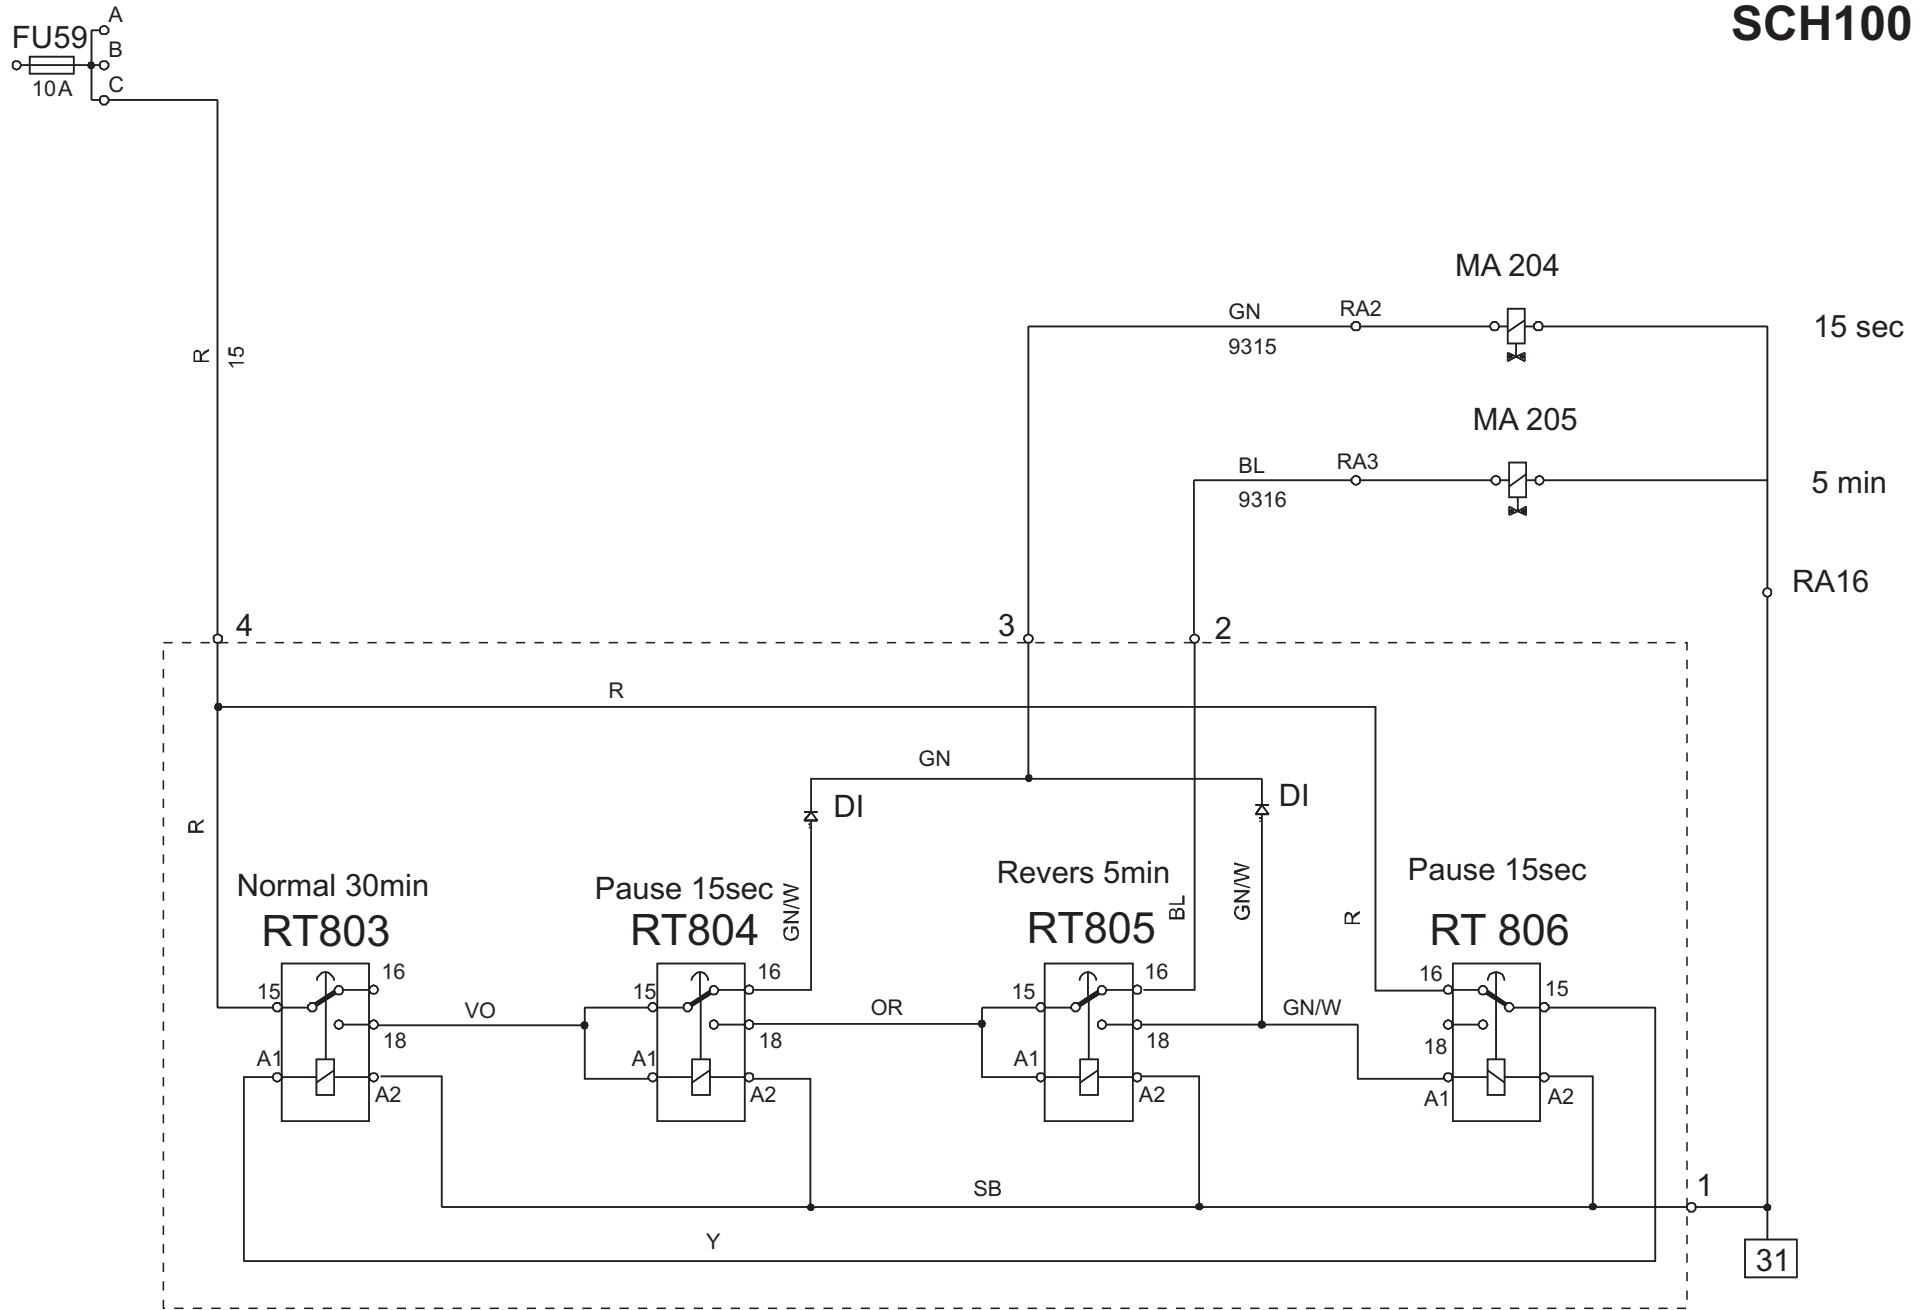 SCH100
A
FU59
B
10A
C
R
15
MA 204
GN
RA2
9315
15 sec
MA 205
BL
RA3
9316
5 min
RA16
4
3
2
R
GN
DI
DI
R
Normal 30min
RT803
Pause 15sec
RT804
GN/W
Revers 5min
RT805
BL
GN/W
Pause 15sec
RT 806
R
15
16
18
A1
A2
VO
15
16
18
A1
A2
OR
15
16
18
A1
A2
GN/W
16
15
18
A1
A2
SB
1
Y
31